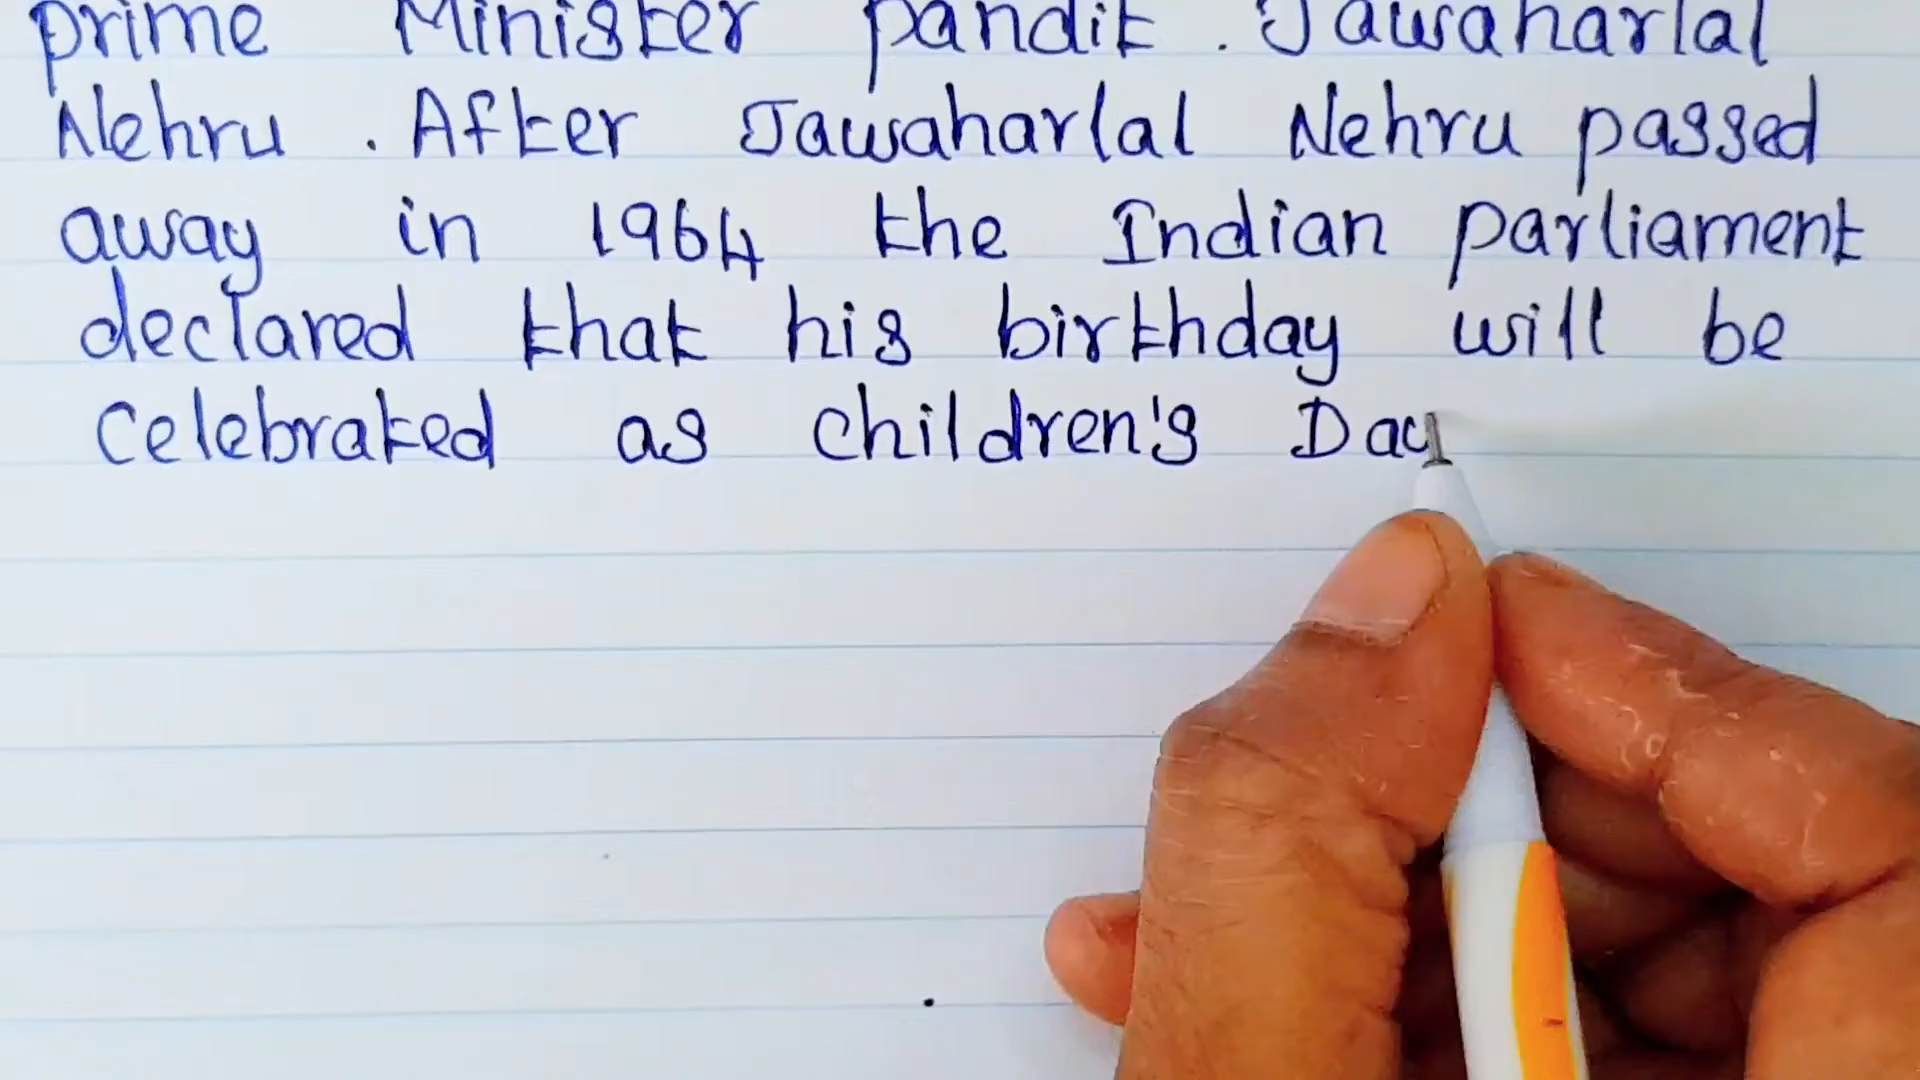 prime Minister pandit . Jawaharlal
Nehru . After Jawaharlal Nehru passed
away in 1964 the Indian parliament
declared that his birthday will be
Celebrated as children's Day